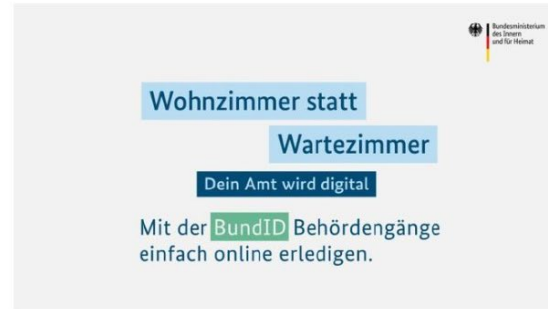 Bundesministerium
des Innern
und für Heimat
Wohnzimmer statt
Wartezimmer
Dein Amt wird digital
Mit der BundID Behördengänge
einfach online erledigen.